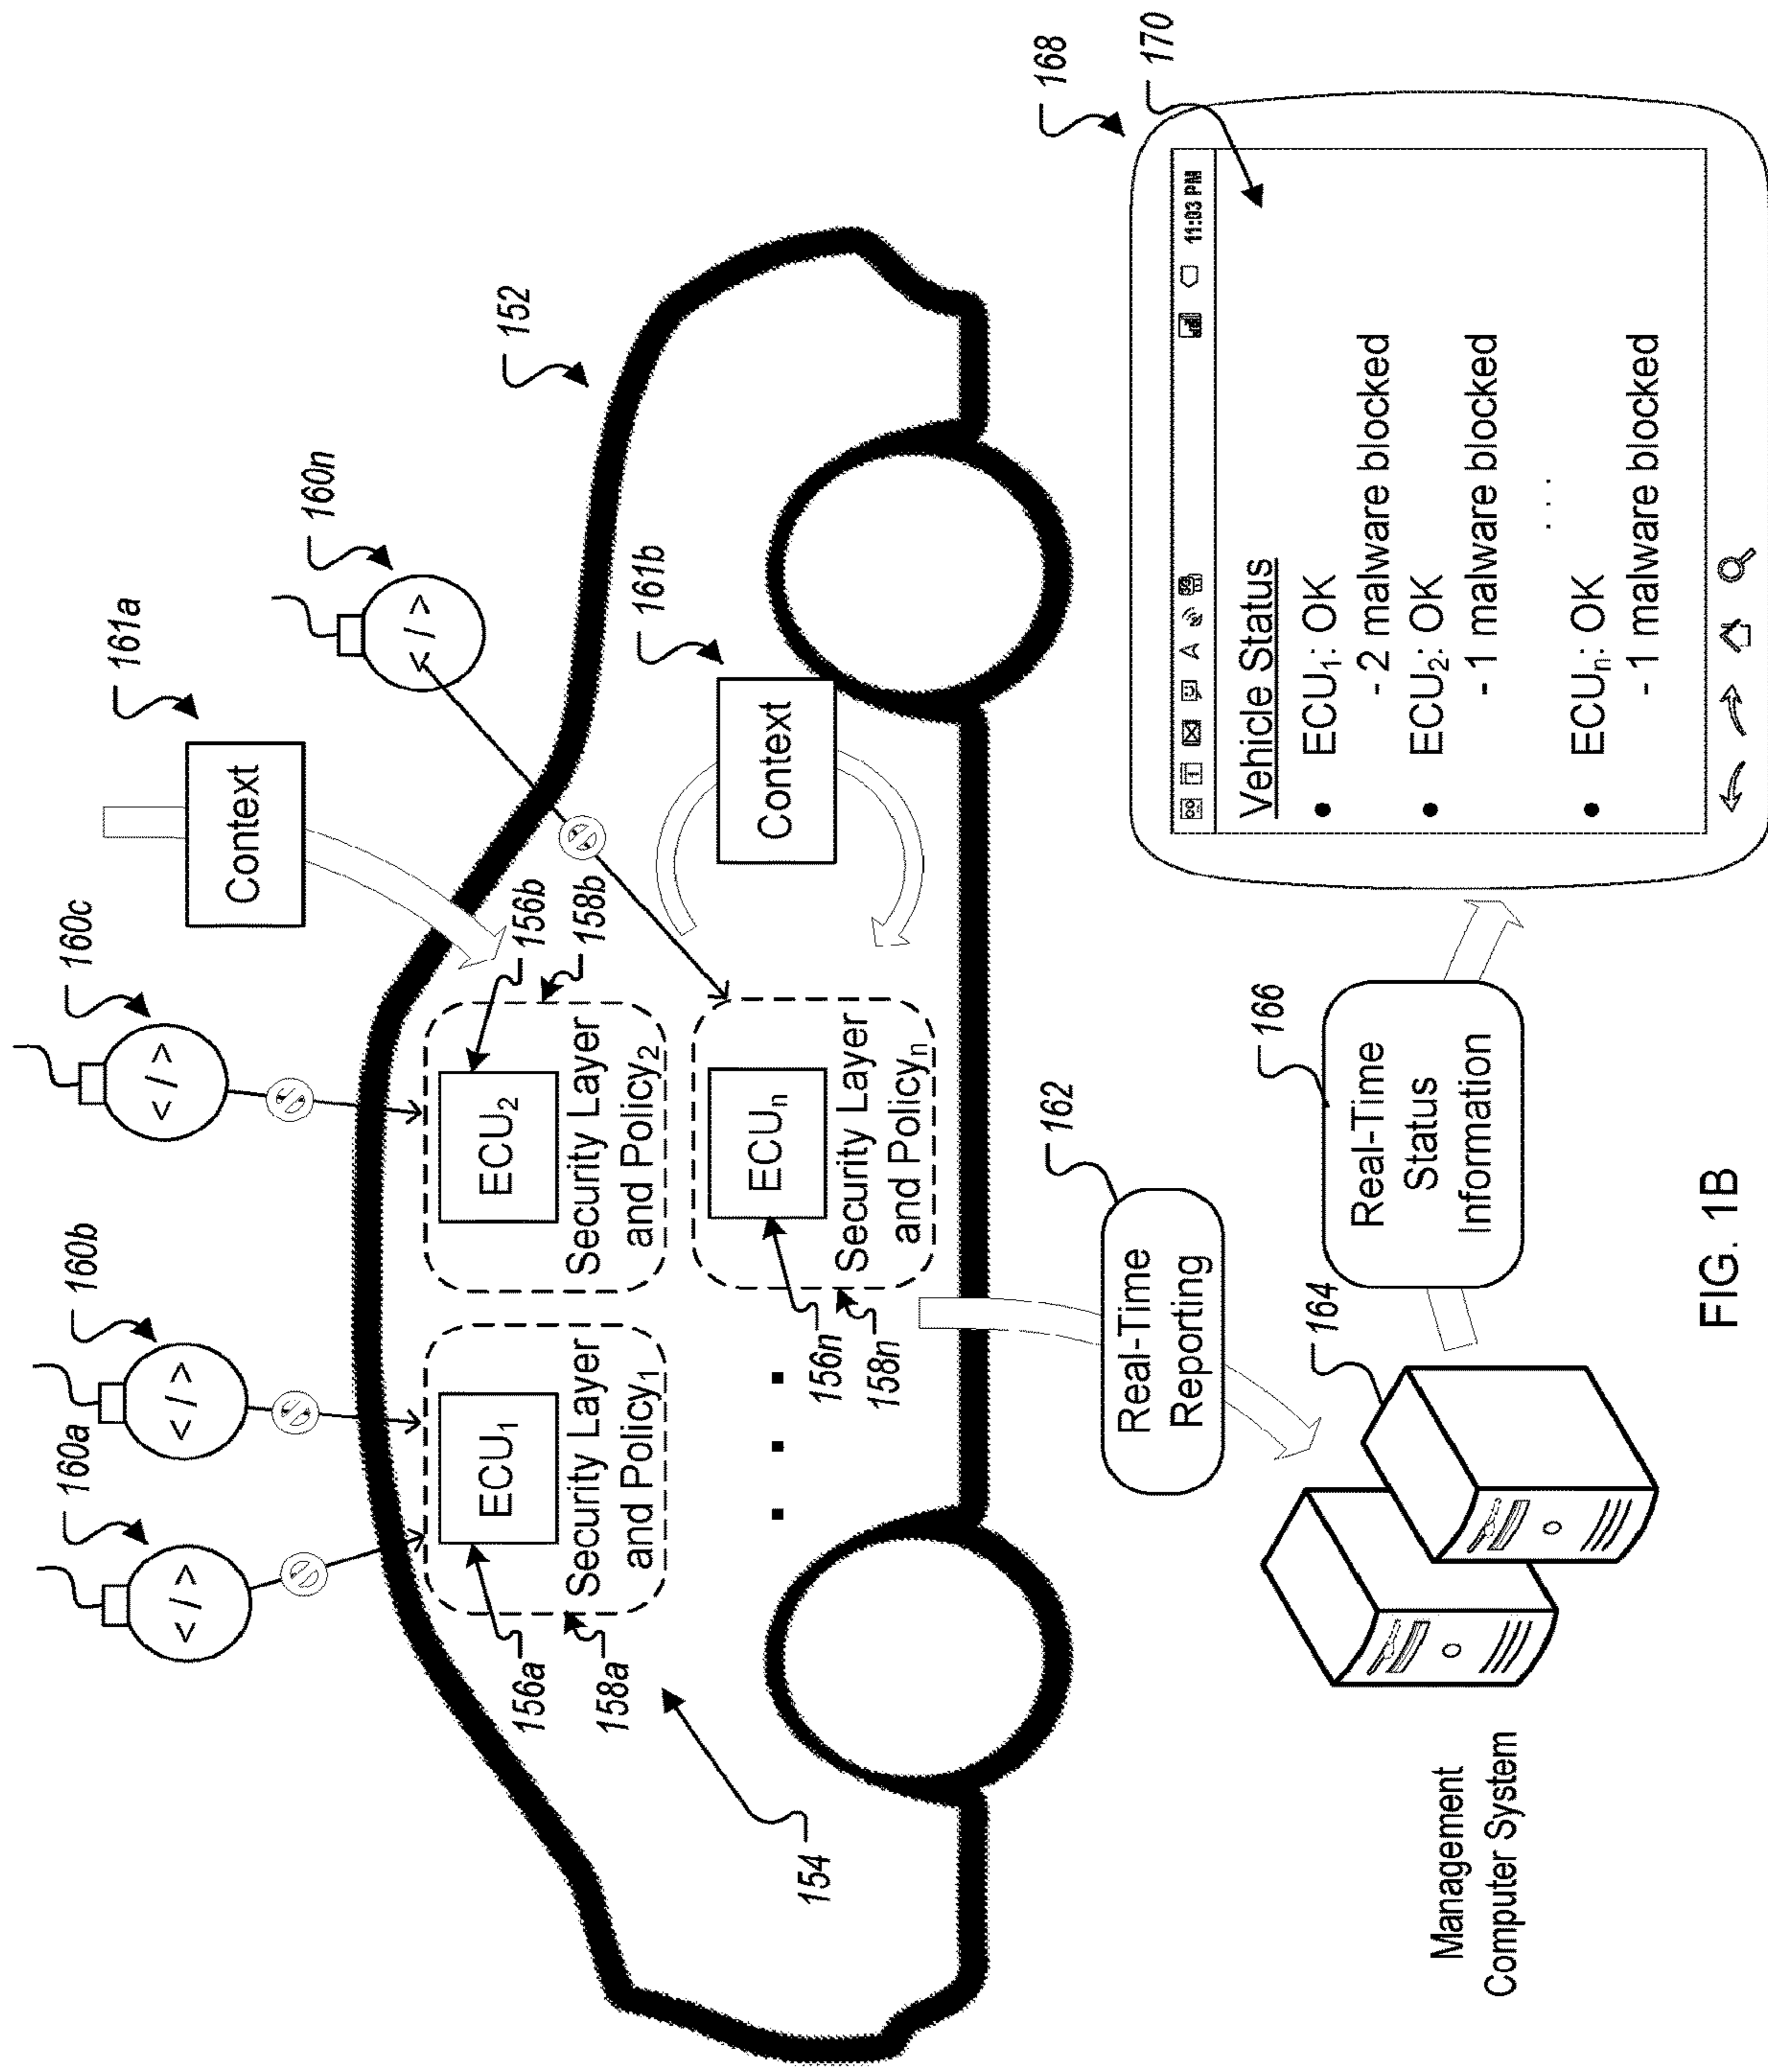 160a
160b
160c
161a
160n
152
</>
</>
</>
</>
Context
ECU1
Security Layer
and Policy1
156a
158a
ECU2
Security Layer
and Policy2
156b
158b
161b
Context
ECUn
Security Layer
and Policyn
156n
158n
. . .
154
162
Real-Time
Reporting
164
Management
Computer System
166
Real-Time
Status
Information
168
170
11:03 PM
Vehicle Status
• ECU1: OK
- 2 malware blocked
• ECU2: OK
- 1 malware blocked
. . .
• ECUn: OK
- 1 malware blocked
FIG. 1B